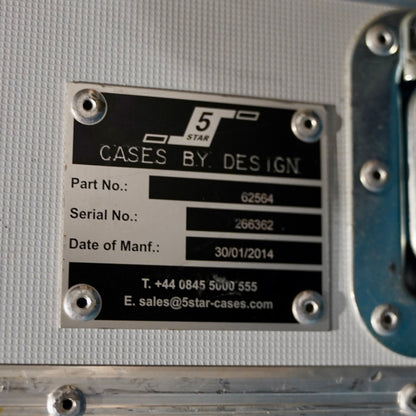 5
STAR
CASES BY DESIGN
Part No.: 62564
Serial No.: 266362
Date of Manf.: 30/01/2014
T. +44 0845 5000 555
E. sales@5star-cases.com